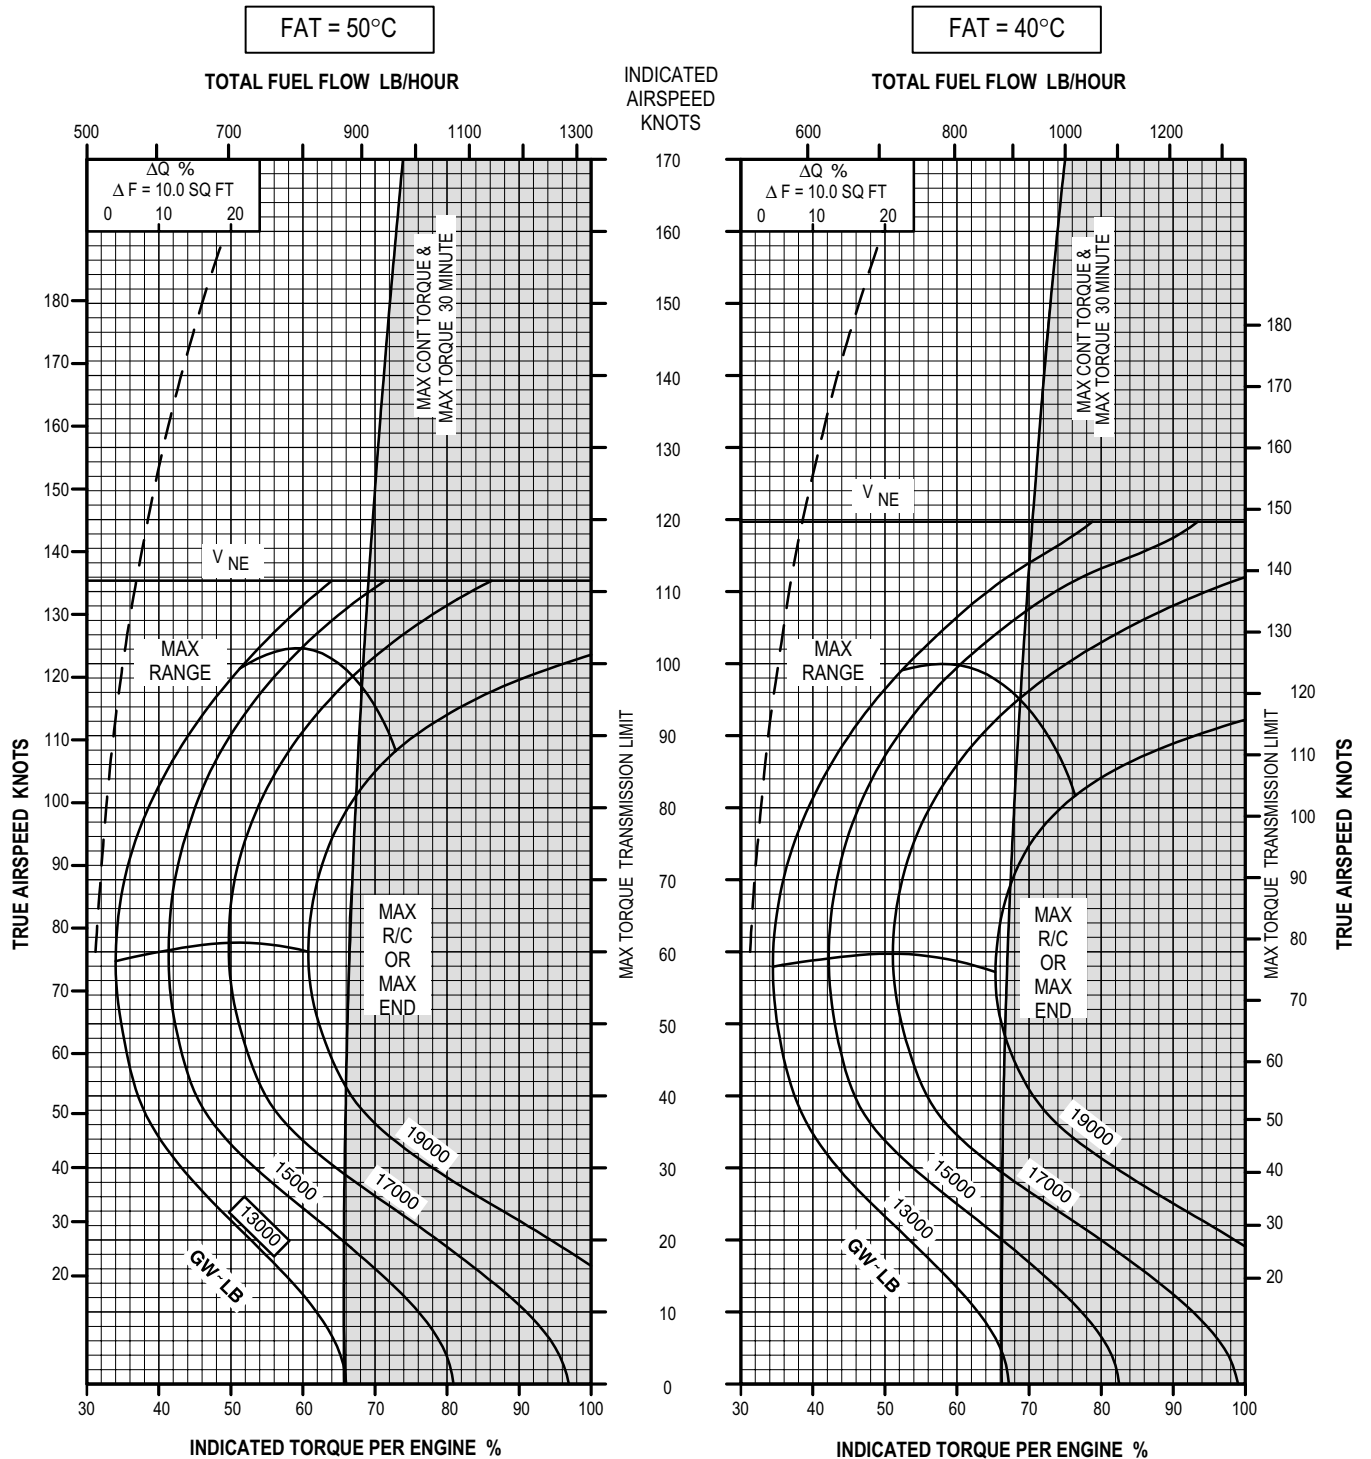 FAT = 50°C
TOTAL FUEL FLOW LB/HOUR
500 700 900 1100 1300
ΔQ %
Δ F = 10.0 SQ FT
0 10 20
MAX CONT TORQUE &
MAX TORQUE 30 MINUTE
V NE
MAX
RANGE
MAX
R/C
OR
MAX
END
19000
17000
15000
13000
GW~LB
TRUE AIRSPEED KNOTS
180
170
160
150
140
130
120
110
100
90
80
70
60
50
40
30
20
30 40 50 60 70 80 90 100
INDICATED TORQUE PER ENGINE %
MAX TORQUE TRANSMISSION LIMIT
INDICATED
AIRSPEED
KNOTS
170
160
150
140
130
120
110
100
90
80
70
60
50
40
30
20
10
0
FAT = 40°C
TOTAL FUEL FLOW LB/HOUR
600 800 1000 1200
ΔQ %
Δ F = 10.0 SQ FT
0 10 20
MAX CONT TORQUE &
MAX TORQUE 30 MINUTE
V NE
MAX
RANGE
MAX
R/C
OR
MAX
END
19000
17000
15000
13000
GW~LB
30 40 50 60 70 80 90 100
INDICATED TORQUE PER ENGINE %
MAX TORQUE TRANSMISSION LIMIT
180
170
160
150
140
130
120
110
100
90
80
70
60
50
40
30
20
TRUE AIRSPEED KNOTS